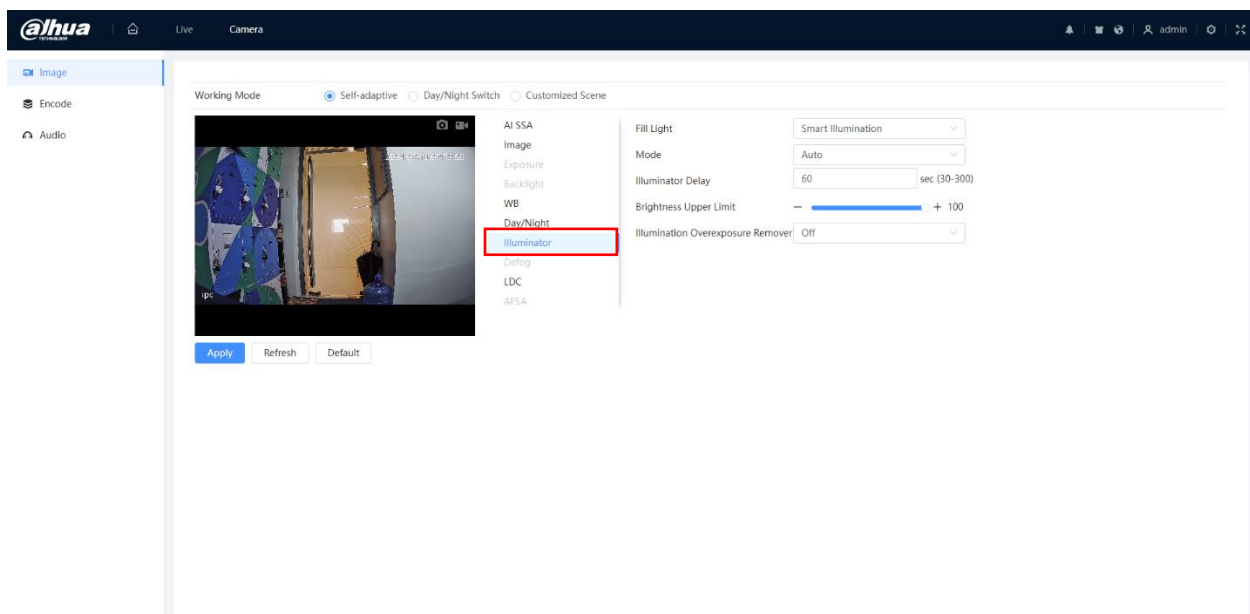 alhua
TECHNOLOGY
Live Camera
admin
Image
Encode
Audio
Working Mode Self-adaptive Day/Night Switch Customized Scene
ipc
Apply Refresh Default
AI SSA
Image
Exposure
Backlight
WB
Day/Night
Illuminator
Defog
LDC
AFSA
Fill Light Smart Illumination
Mode Auto
Illuminator Delay 60 sec (30-300)
Brightness Upper Limit − + 100
Illumination Overexposure Remover Off